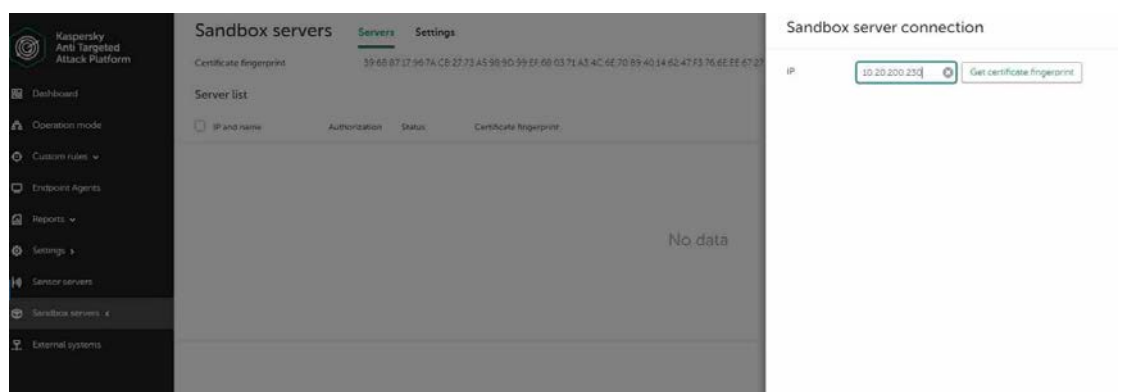 Kaspersky
Anti Targeted
Attack Platform
Dashboard
Operation mode
Custom rules
Endpoint Agents
Reports
Settings
Sensor servers
Sandbox servers
External systems
Sandbox servers Servers Settings
Certificate fingerprint
Server list
IP and name Authorization Status Certificate fingerprint
No data
Sandbox server connection
IP 10.20.200.230 Get certificate fingerprint